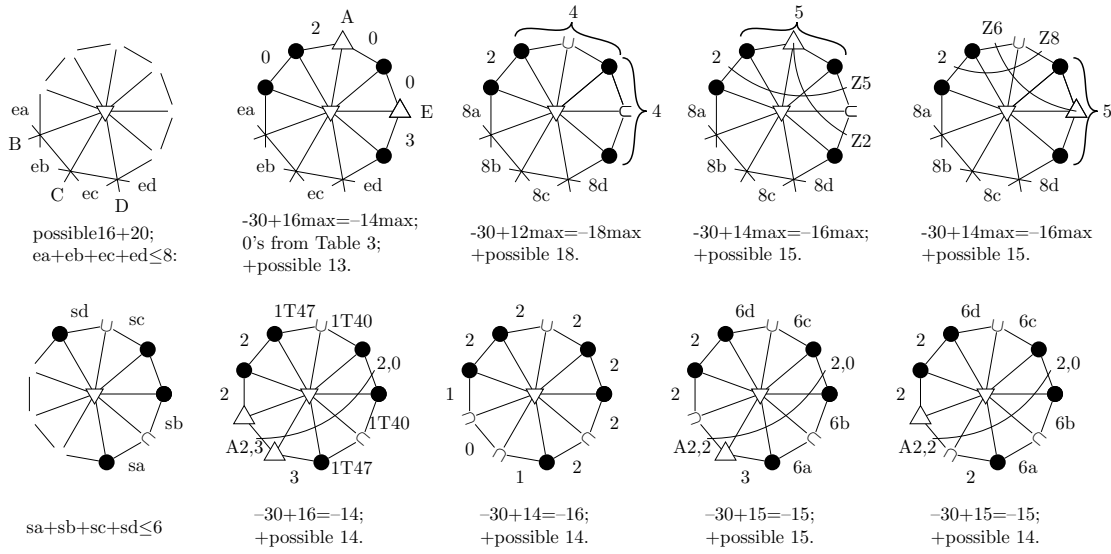 ea
B
eb
C
ec
D
ed
possible16+20;
ea+eb+ec+ed≤8:
A
2
0
0
0
ea
E
3
eb
ec
ed
-30+16max=–14max;
0's from Table 3;
+possible 13.
4
2
8a
4
8b
8c
8d
-30+12max=–18max
+possible 18.
5
2
Z5
8a
Z2
8b
8c
8d
-30+14max=–16max;
+possible 15.
Z6
Z8
2
8a
5
8b
8c
8d
-30+14max=–16max
+possible 15.
sd
sc
sb
sa
sa+sb+sc+sd≤6
1T47
1T40
2
2,0
2
1T40
A2,3
1T47
3
–30+16=–14;
+possible 14.
2
2
2
2
1
2
0
2
1
–30+14=–16;
+possible 14.
6d
6c
2
2,0
2
6b
A2,2
6a
3
–30+15=–15;
+possible 15.
6d
6c
2
2,0
2
6b
A2,2
6a
2
–30+15=–15;
+possible 14.